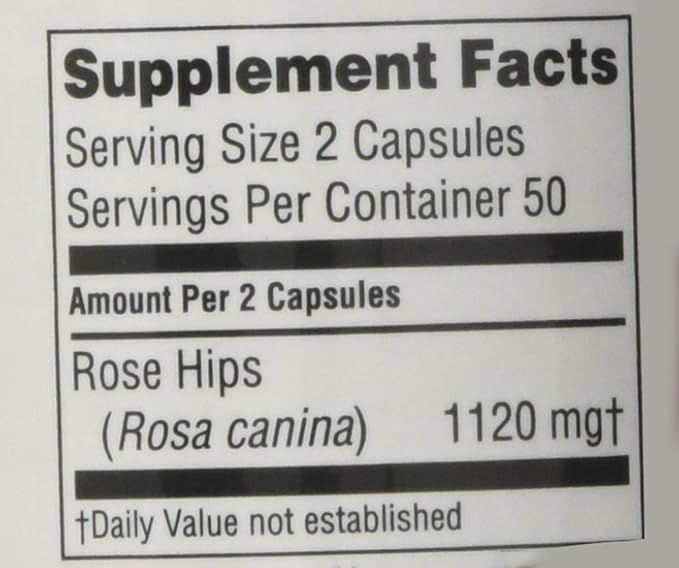 Supplement Facts
Serving Size 2 Capsules
Servings Per Container 50
Amount Per 2 Capsules
Rose Hips
(Rosa canina) 1120 mg†
†Daily Value not established